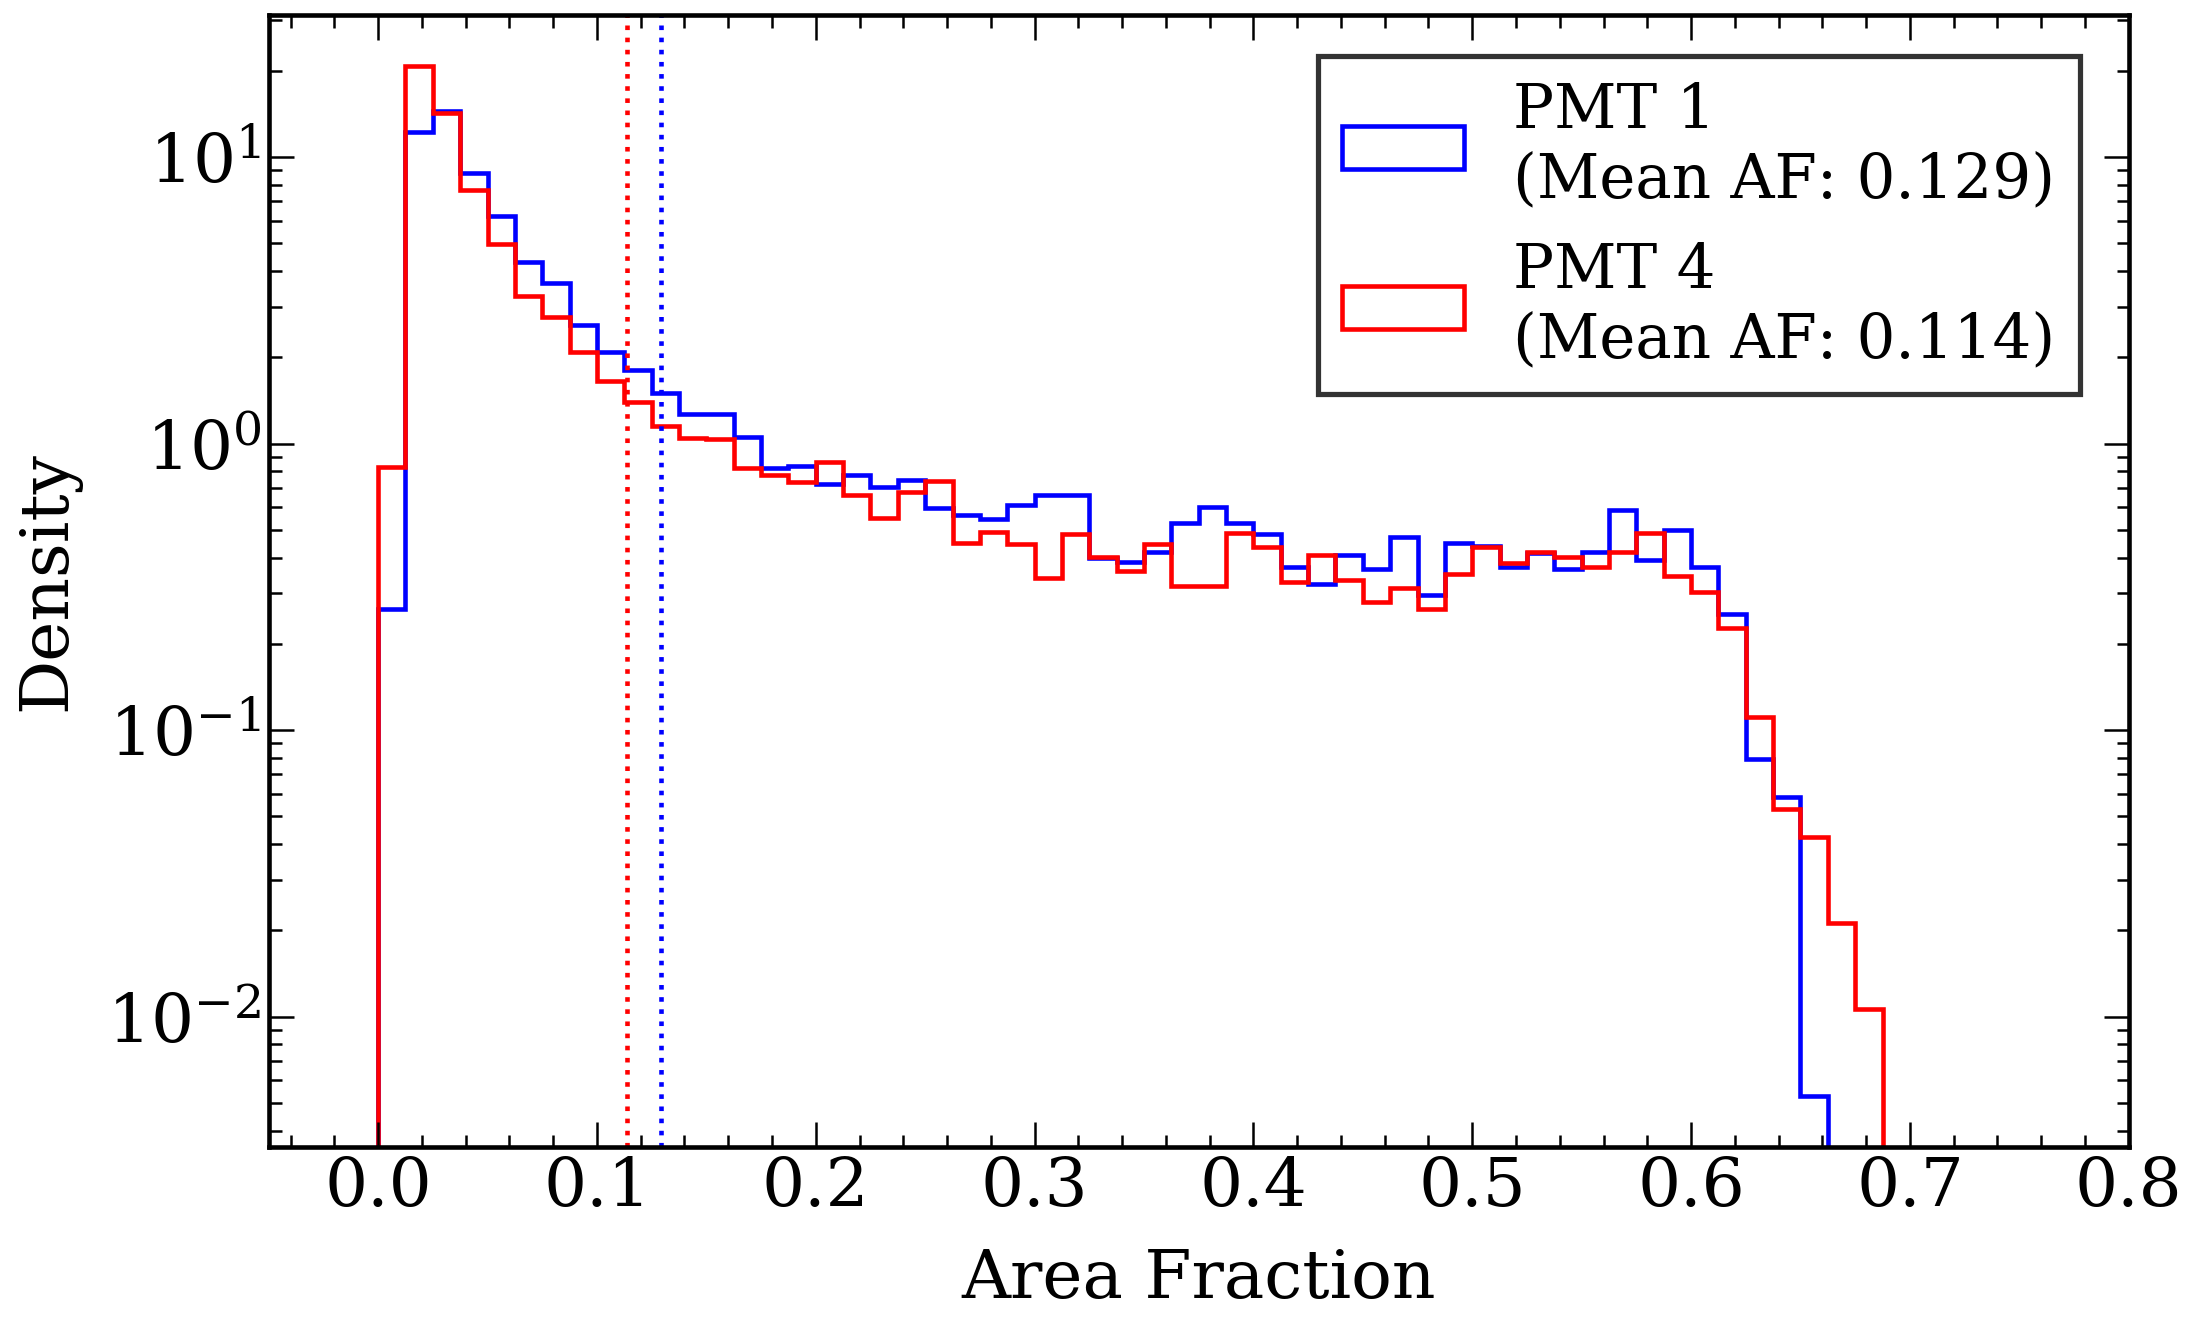 PMT 1
(Mean AF: 0.129)
PMT 4
(Mean AF: 0.114)
Density
10¹
10⁰
10⁻¹
10⁻²
0.0 0.1 0.2 0.3 0.4 0.5 0.6 0.7 0.8
Area Fraction